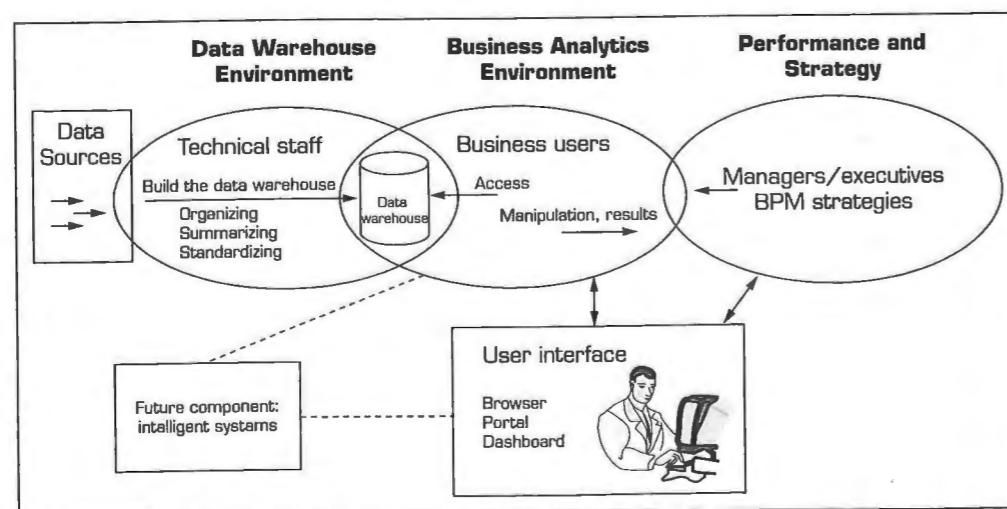 Data Warehouse
Environment
Business Analytics
Environment
Performance and
Strategy
Data
Sources
Technical staff
Build the data warehouse
Organizing
Summarizing
Standardizing
Data
warehouse
Business users
Access
Manipulation, results
Managers/executives
BPM strategies
Future component:
intelligent systems
User interface
Browser
Portal
Dashboard